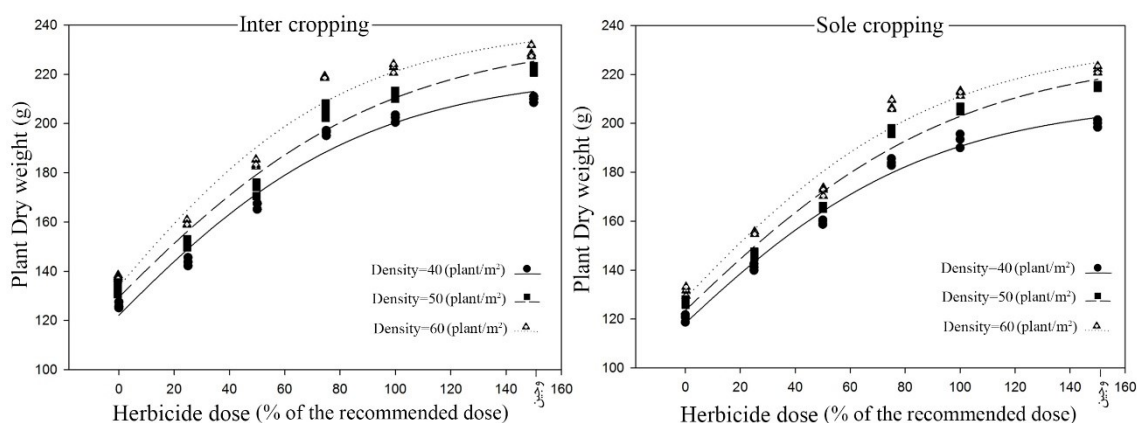 Inter cropping
240
220
200
180
160
140
120
100
Plant Dry weight (g)
Density=40 (plant/m²)
Density=50 (plant/m²)
Density=60 (plant/m²)
0 20 40 60 80 100 120 140 160
Herbicide dose (% of the recommended dose)
Sole cropping
240
220
200
180
160
140
120
100
Plant Dry weight (g)
Density=40 (plant/m²)
Density=50 (plant/m²)
Density=60 (plant/m²)
0 20 40 60 80 100 120 140 160
Herbicide dose (% of the recommended dose)